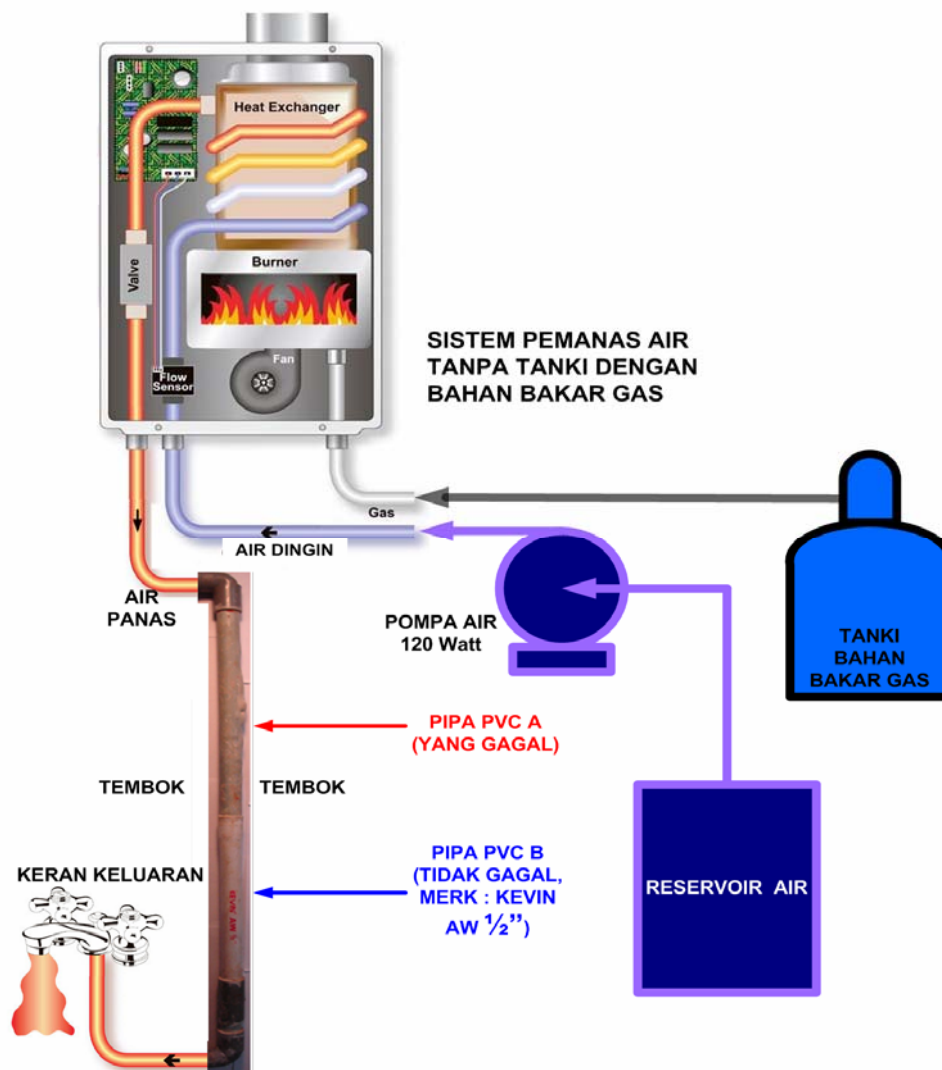 Heat Exchanger
Valve
Burner
Fan
Flow
Sensor
SISTEM PEMANAS AIR
TANPA TANKI DENGAN
BAHAN BAKAR GAS
Gas
AIR DINGIN
AIR
PANAS
POMPA AIR
120 Watt
TANKI
BAHAN
BAKAR GAS
PIPA PVC A
(YANG GAGAL)
TEMBOK
TEMBOK
PIPA PVC B
(TIDAK GAGAL,
MERK : KEVIN
AW ½”)
KERAN KELUARAN
RESERVOIR AIR
KEVIN AW